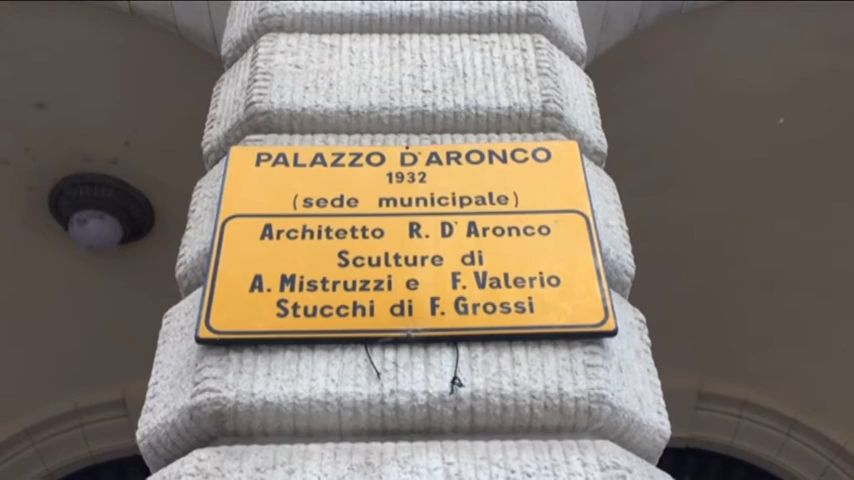 PALAZZO D'ARONCO
1932
(sede municipale)
Architetto R. D'Aronco
Sculture di
A. Mistruzzi e F. Valerio
Stucchi di F. Grossi